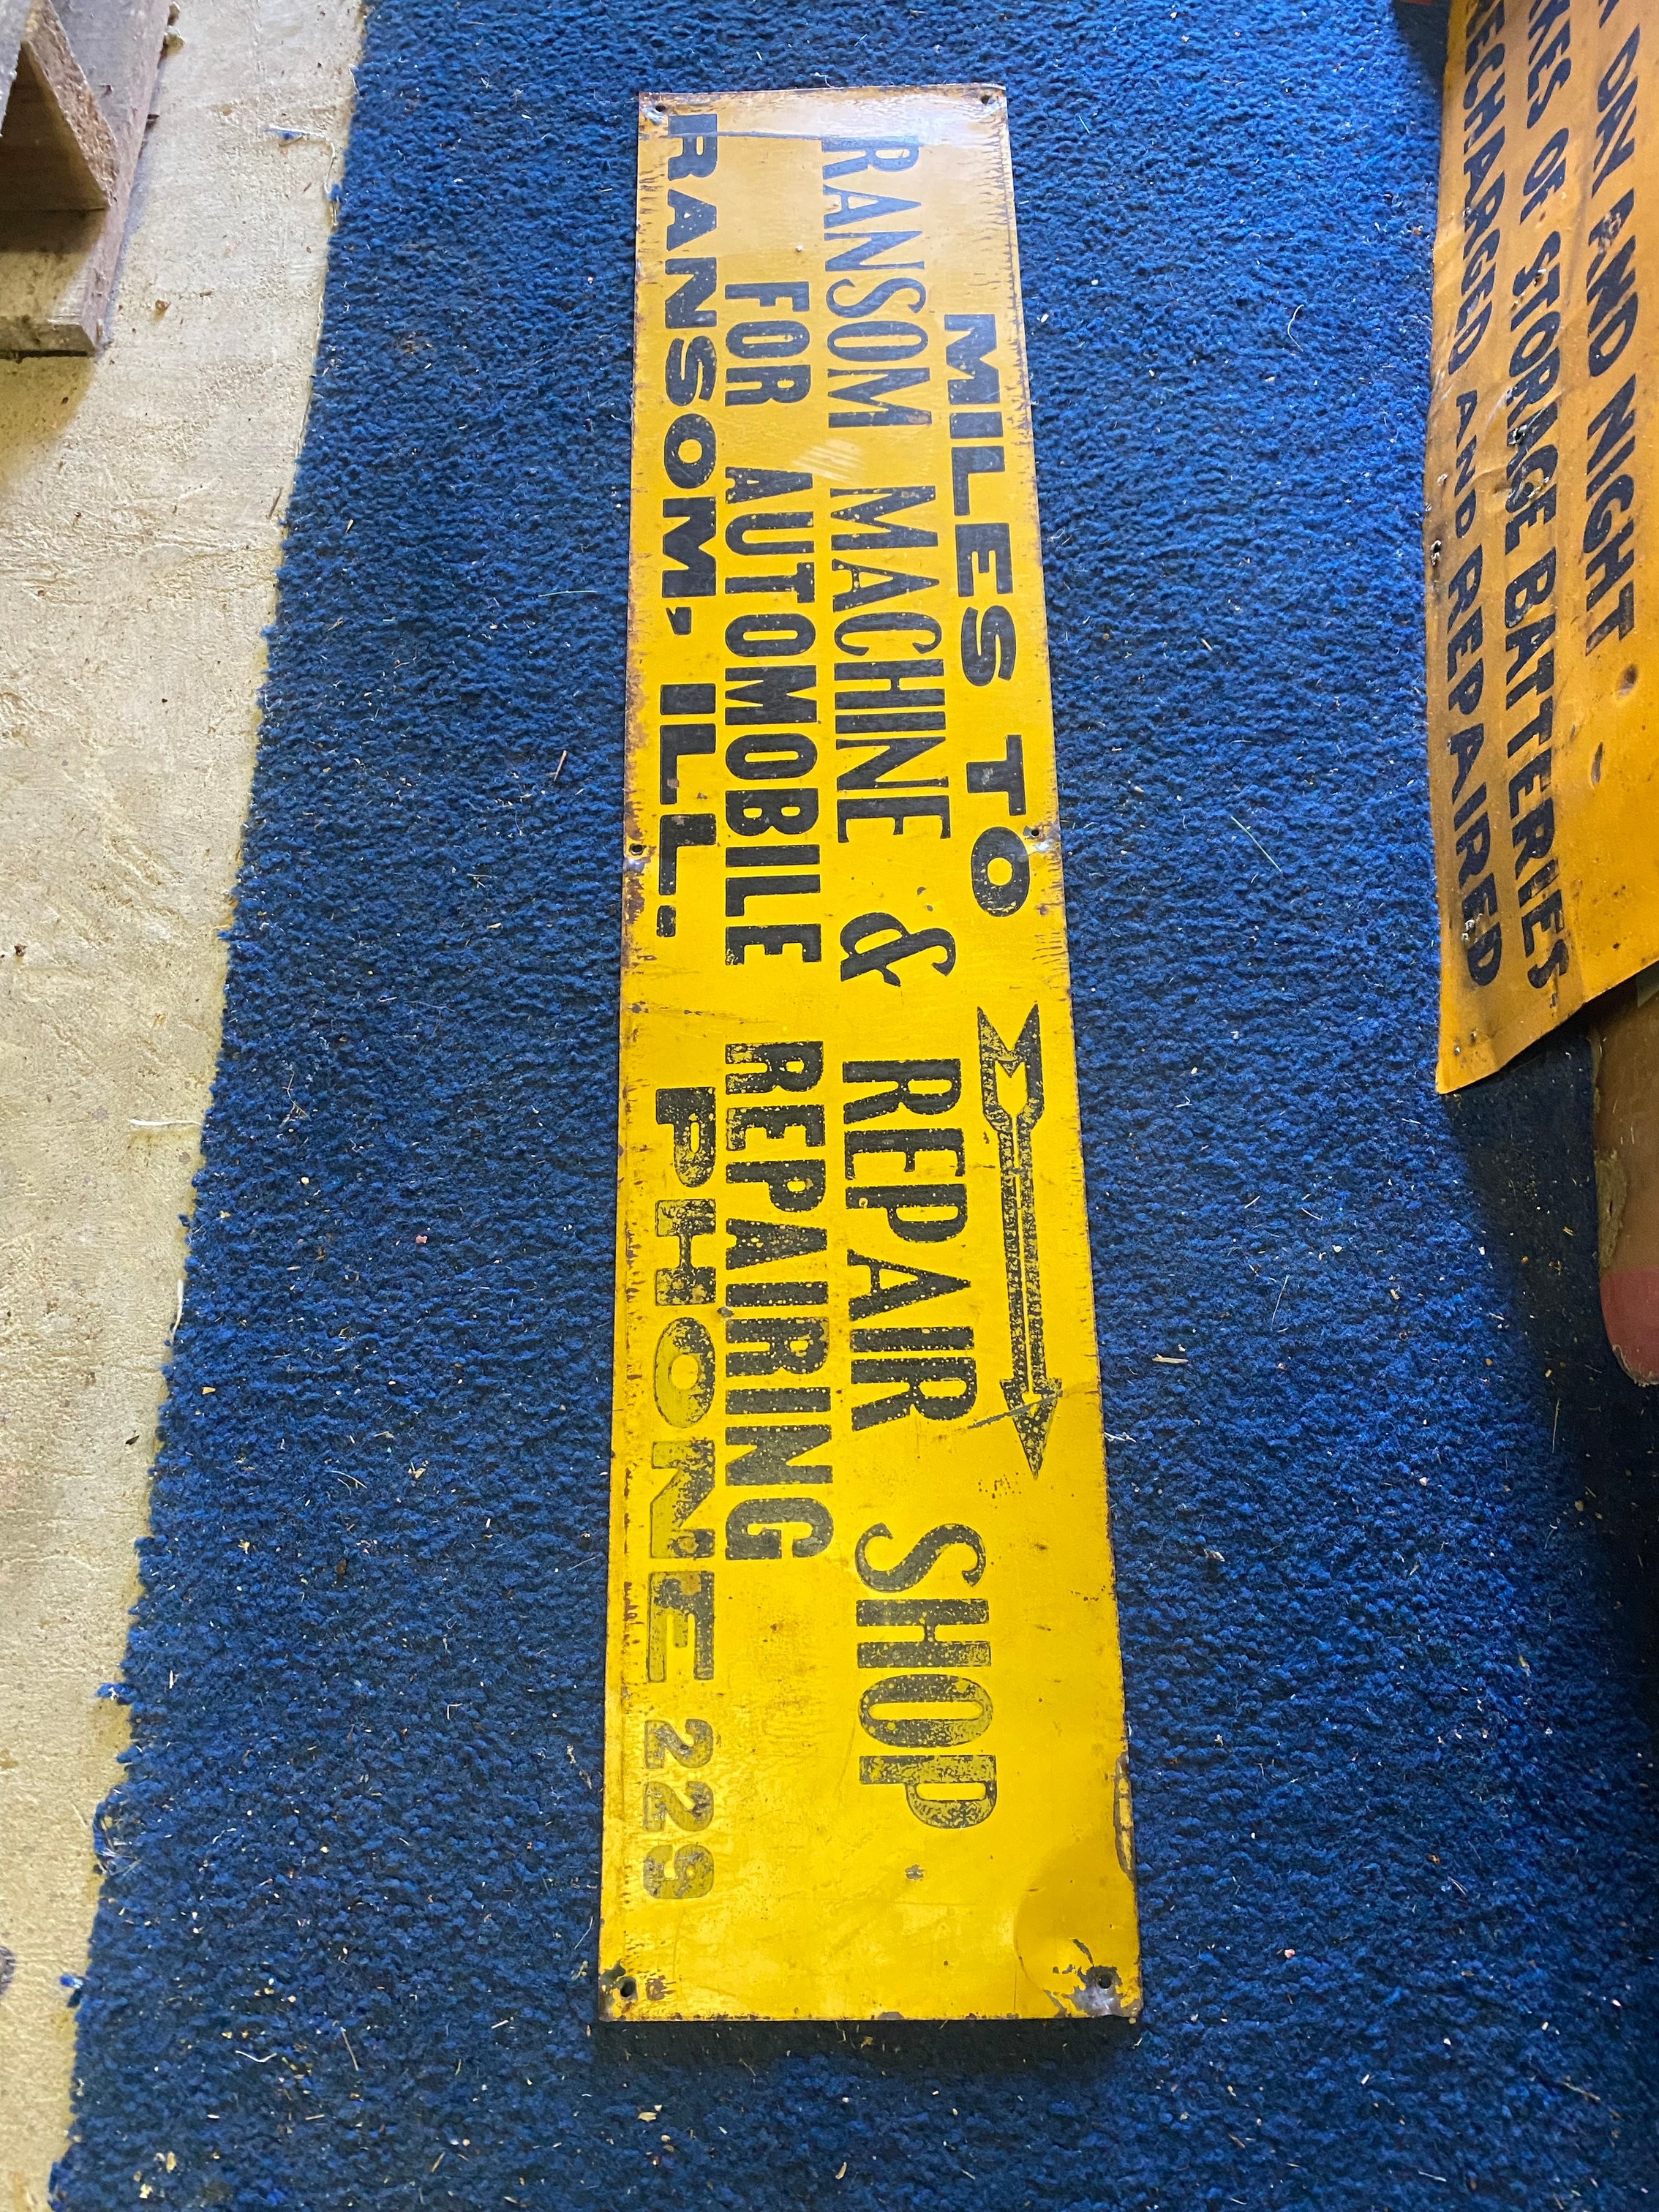 MILES TO
RANSOM MACHINE & REPAIR SHOP
FOR AUTOMOBILE REPAIRING
RANSOM, ILL. PHONE 229
DAY AND NIGHT
OF STORAGE BATTERIES
RECHARGED AND REPAIRED